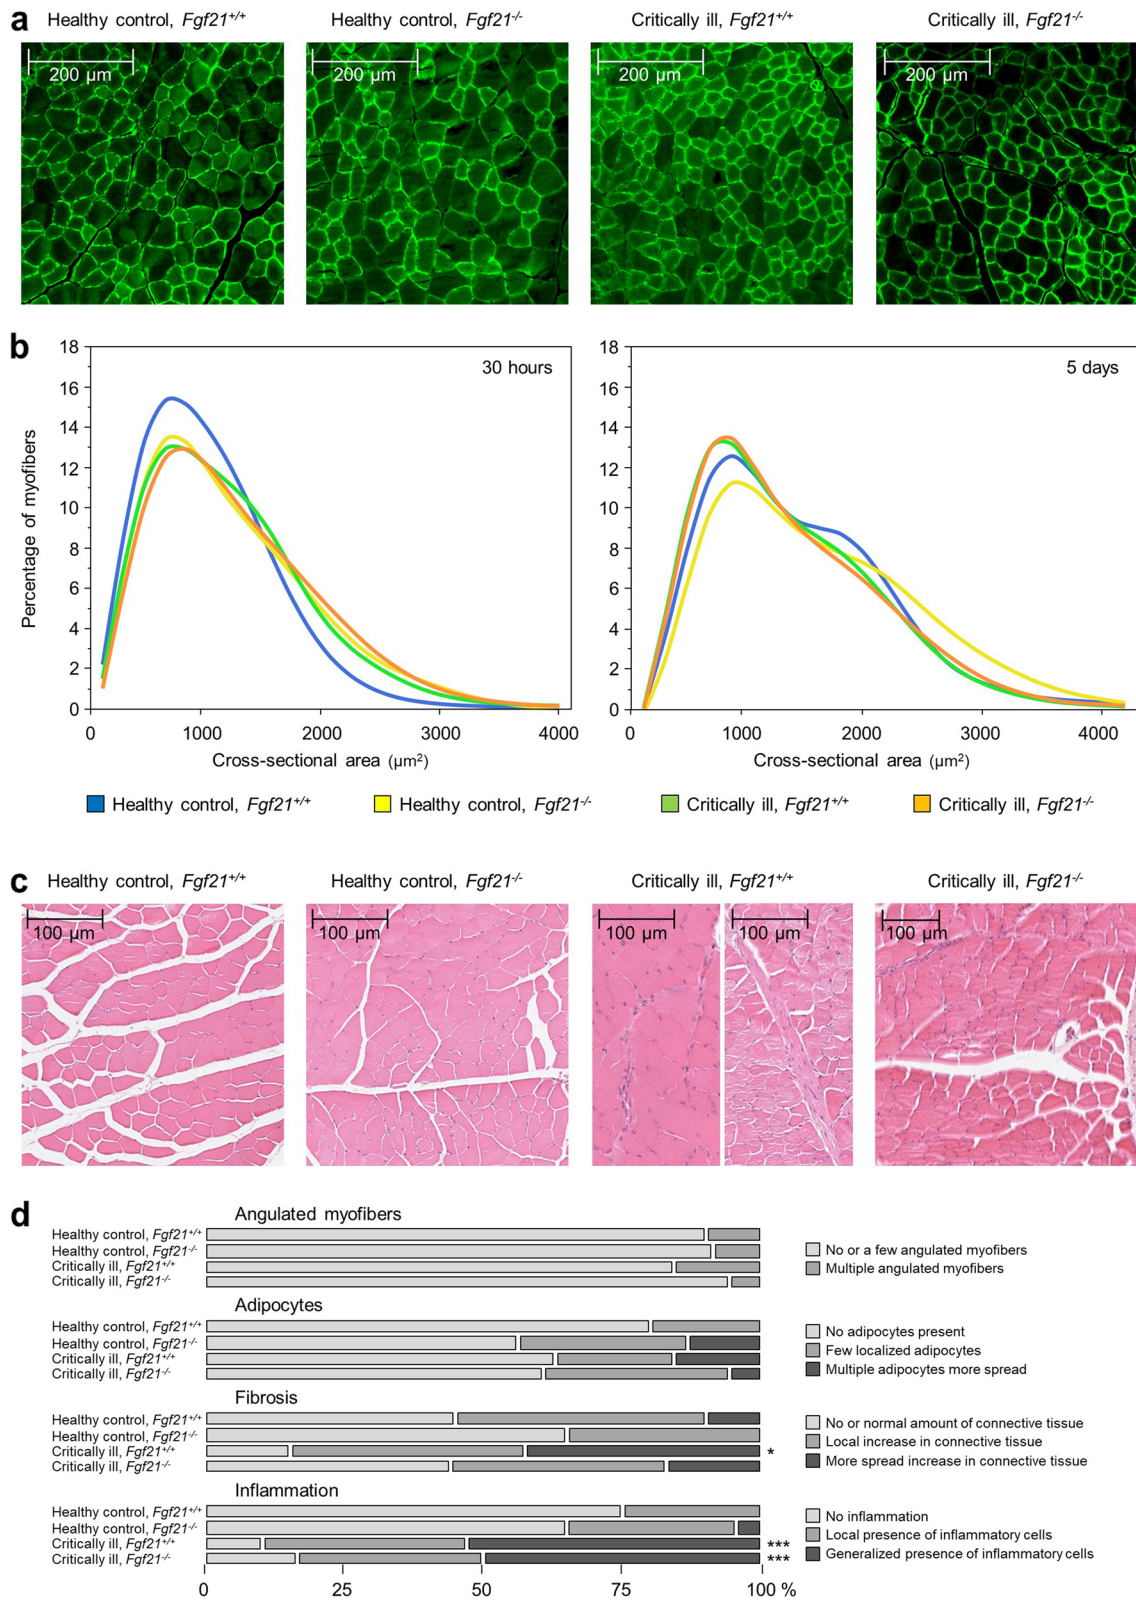 a
Healthy control, Fgf21+/+
Healthy control, Fgf21-/-
Critically ill, Fgf21+/+
Critically ill, Fgf21-/-
200 µm
200 µm
200 µm
200 µm
b
18
16
14
12
10
8
6
4
2
0
Percentage of myofibers
30 hours
0 1000 2000 3000 4000
Cross-sectional area (µm²)
18
16
14
12
10
8
6
4
2
0
5 days
0 1000 2000 3000 4000
Cross-sectional area (µm²)
Healthy control, Fgf21+/+
Healthy control, Fgf21-/-
Critically ill, Fgf21+/+
Critically ill, Fgf21-/-
c
Healthy control, Fgf21+/+
Healthy control, Fgf21-/-
Critically ill, Fgf21+/+
Critically ill, Fgf21-/-
100 µm
100 µm
100 µm
100 µm
100 µm
d
Angulated myofibers
Healthy control, Fgf21+/+
Healthy control, Fgf21-/-
Critically ill, Fgf21+/+
Critically ill, Fgf21-/-
No or a few angulated myofibers
Multiple angulated myofibers
Adipocytes
Healthy control, Fgf21+/+
Healthy control, Fgf21-/-
Critically ill, Fgf21+/+
Critically ill, Fgf21-/-
No adipocytes present
Few localized adipocytes
Multiple adipocytes more spread
Fibrosis
Healthy control, Fgf21+/+
Healthy control, Fgf21-/-
Critically ill, Fgf21+/+ *
Critically ill, Fgf21-/-
No or normal amount of connective tissue
Local increase in connective tissue
More spread increase in connective tissue
Inflammation
Healthy control, Fgf21+/+
Healthy control, Fgf21-/-
Critically ill, Fgf21+/+ ***
Critically ill, Fgf21-/- ***
No inflammation
Local presence of inflammatory cells
Generalized presence of inflammatory cells
0 25 50 75 100 %